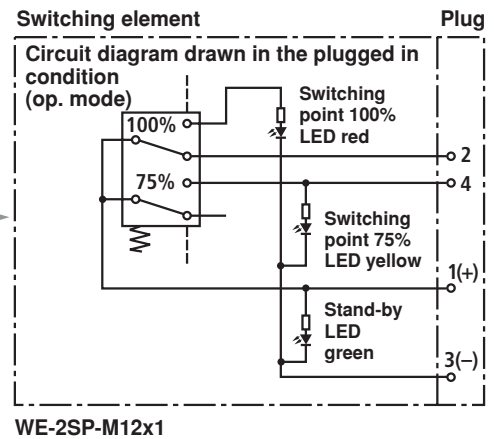 Switching element
Plug
Circuit diagram drawn in the plugged in
condition
(op. mode)
Switching
point 100%
LED red
100%
2
75%
4
Switching
point 75%
LED yellow
1(+)
Stand-by
LED
green
3(–)
WE-2SP-M12x1